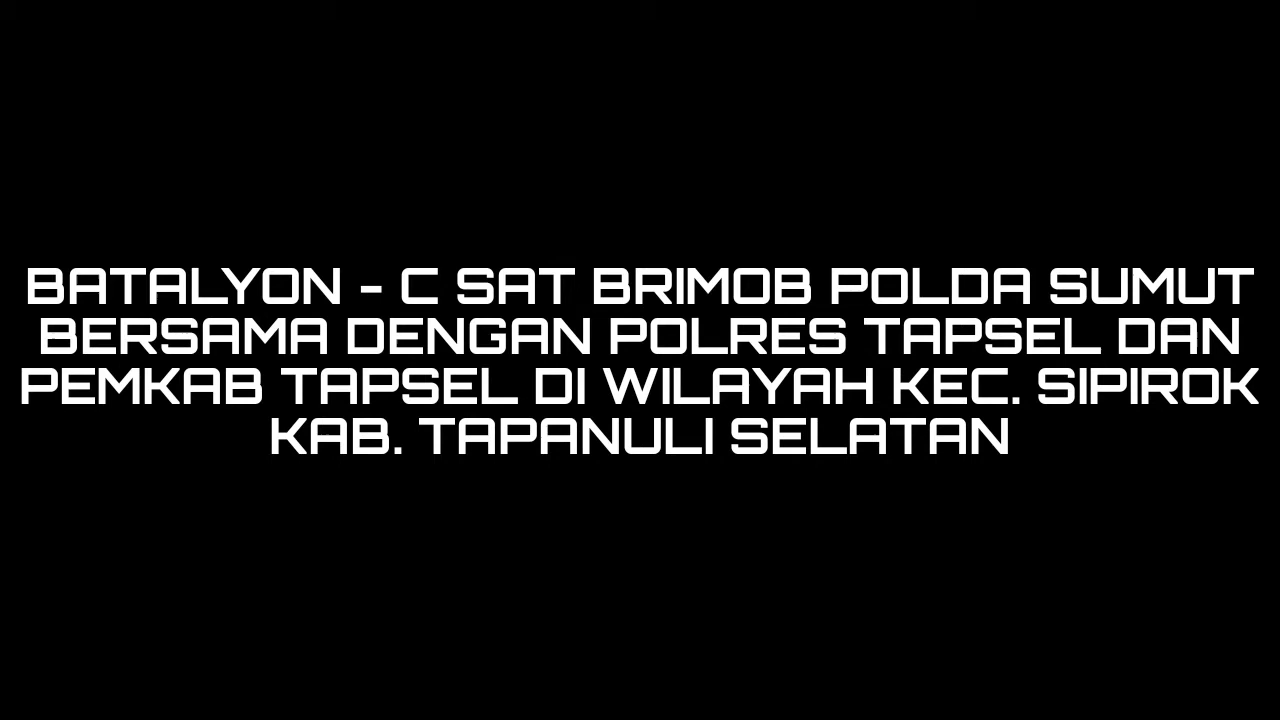 BATALYON - C SAT BRIMOB POLDA SUMUT
BERSAMA DENGAN POLRES TAPSEL DAN
PEMKAB TAPSEL DI WILAYAH KEC. SIPIROK
KAB. TAPANULI SELATAN